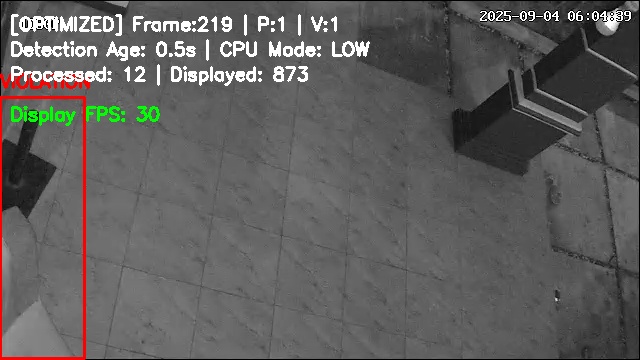 [OPTIMIZED] Frame:219 | P:1 | V:1
2025-09-04 06:04:39
Detection Age: 0.5s | CPU Mode: LOW
Processed: 12 | Displayed: 873
VIOLATION
Display FPS: 30